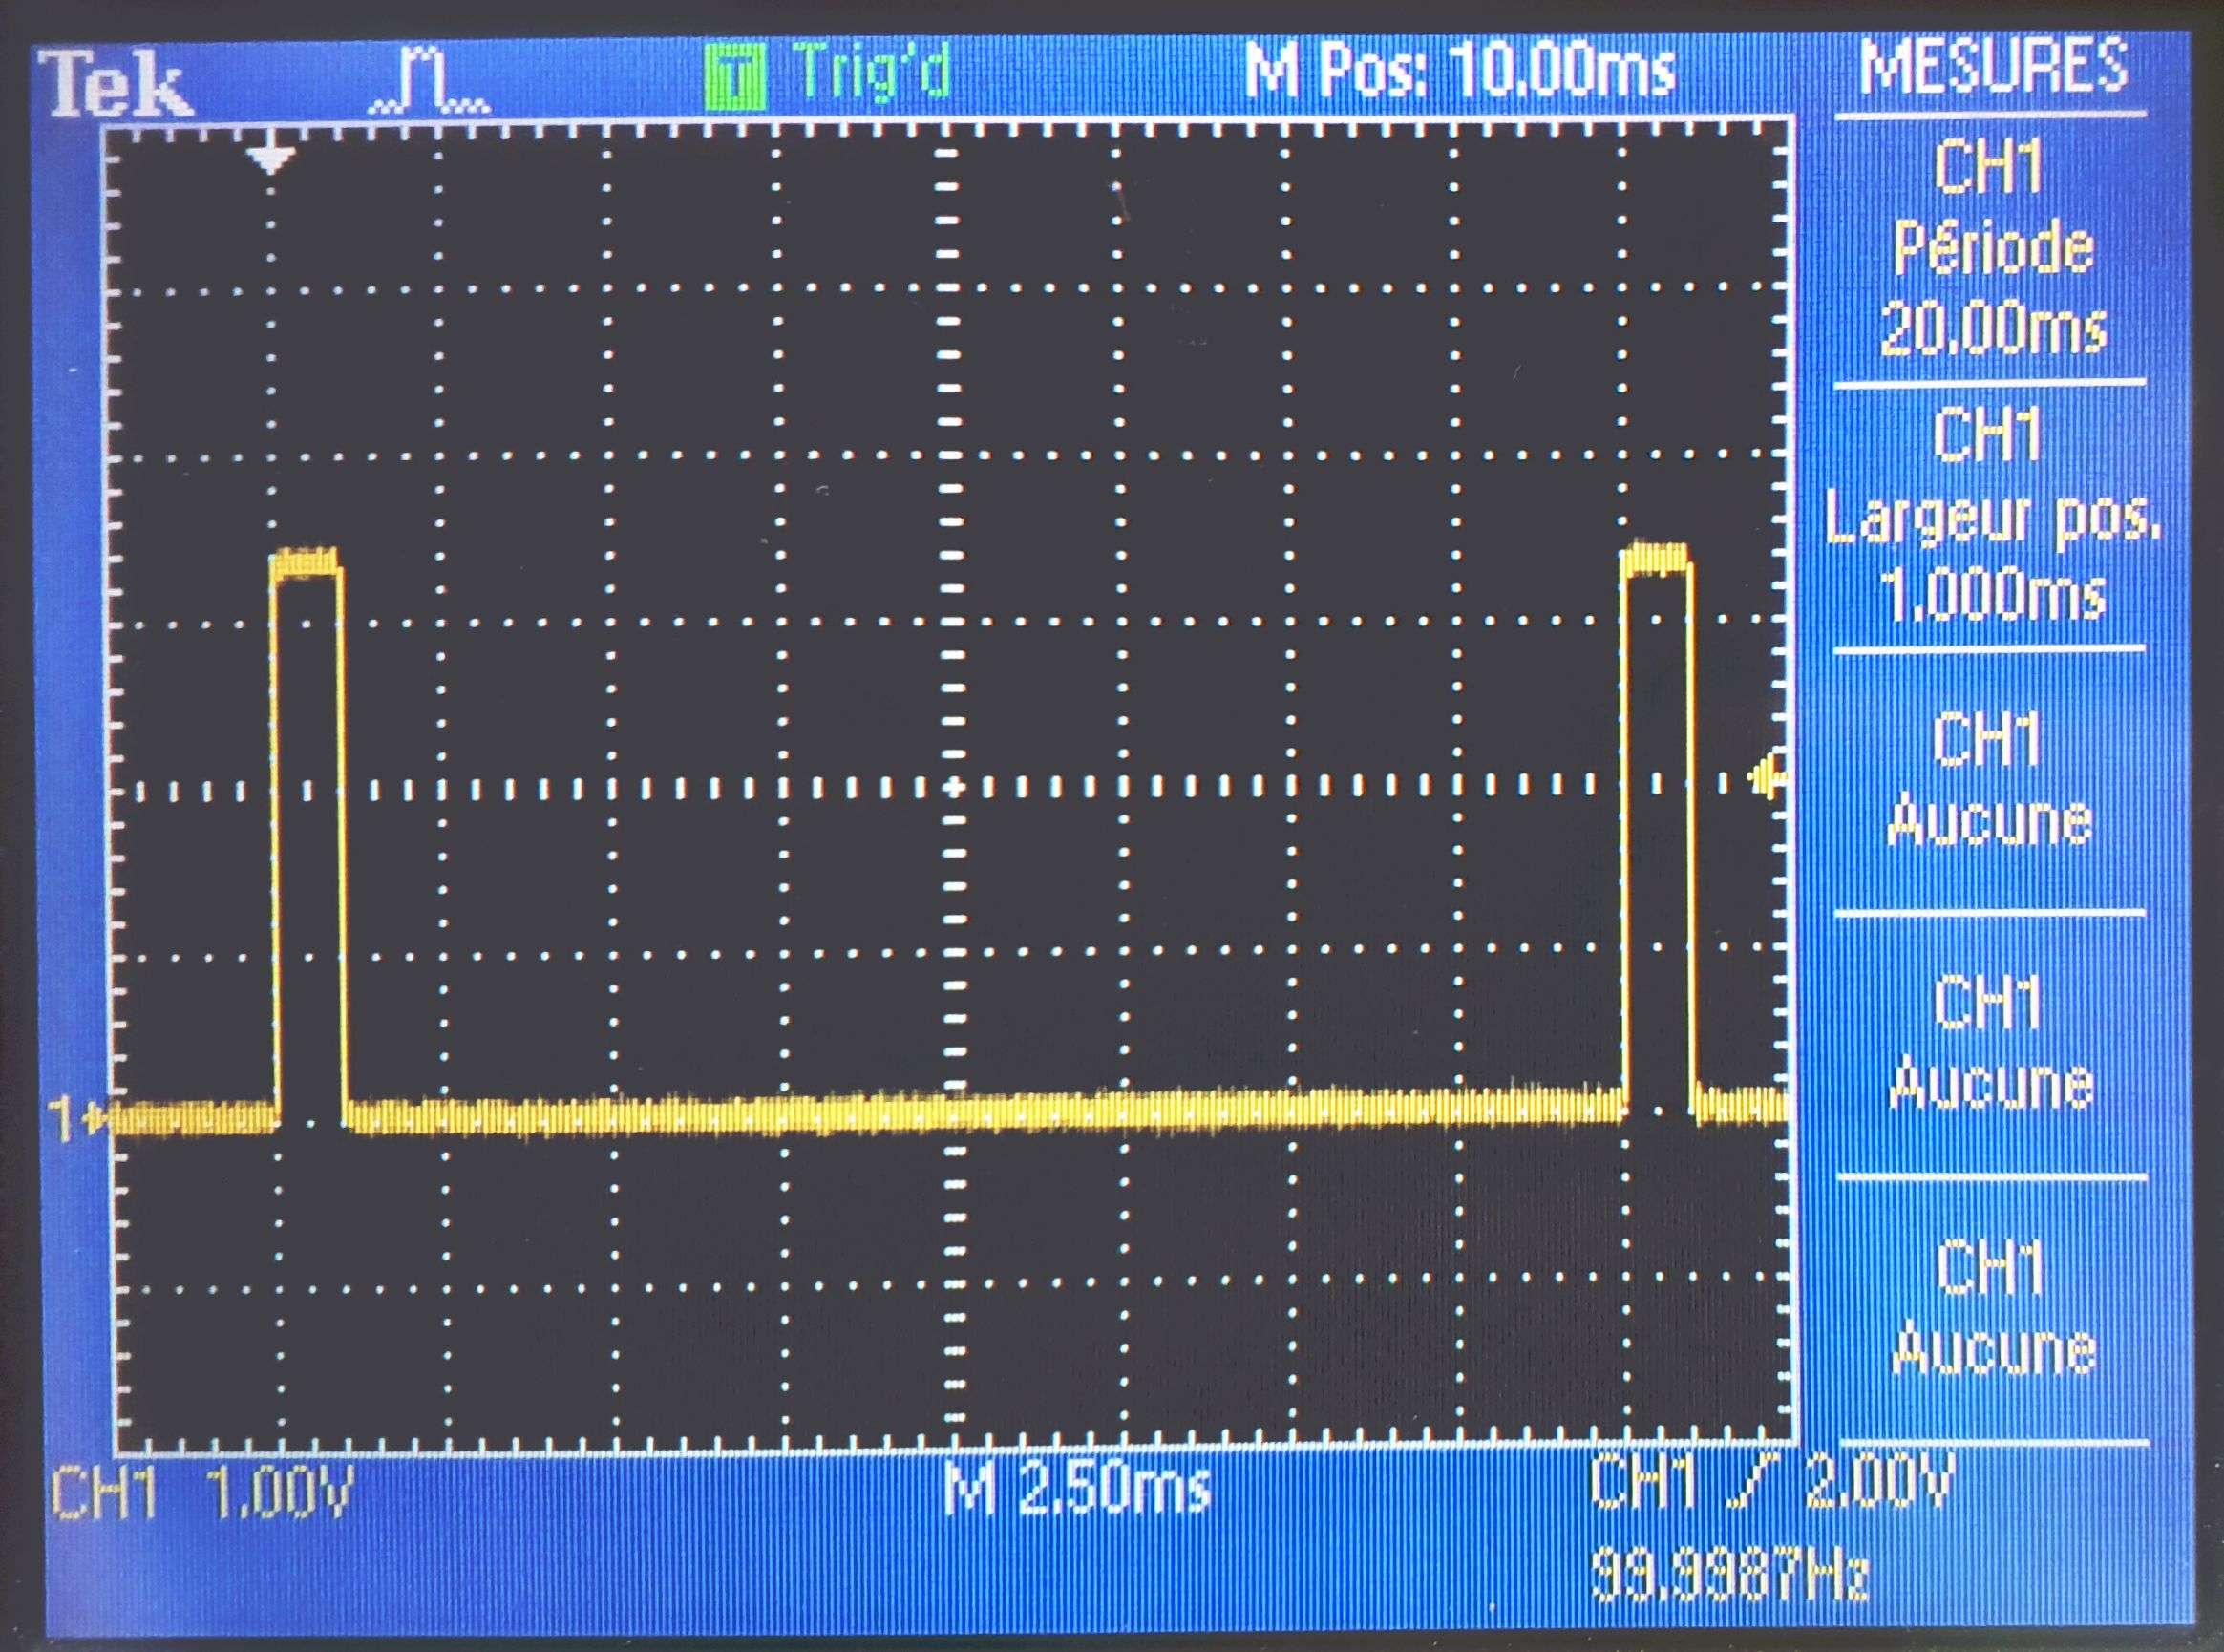 Tek T Trig'd M Pos: 10.00ms MESURES
CH1
Période
20.00ms
CH1
Largeur pos.
1.000ms
CH1
Aucune
CH1
Aucune
CH1
Aucune
1
CH1 1.00V M 2.50ms CH1 2.00V
99.9987Hz